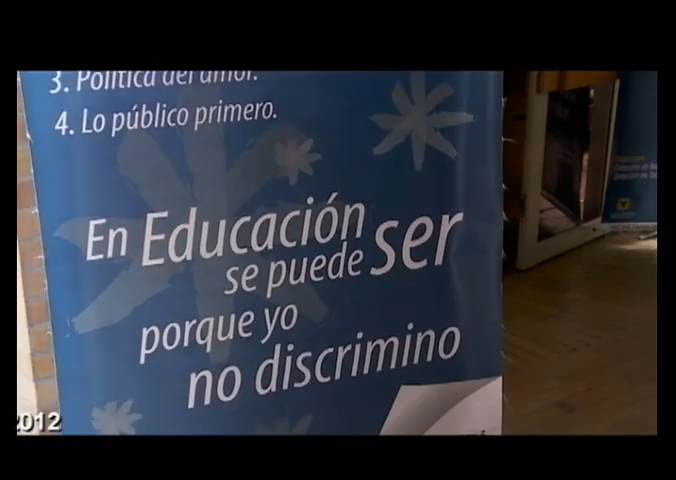 3. Política del amor.
4. Lo público primero.
En Educación
se puede ser
porque yo
no discrimino
2012